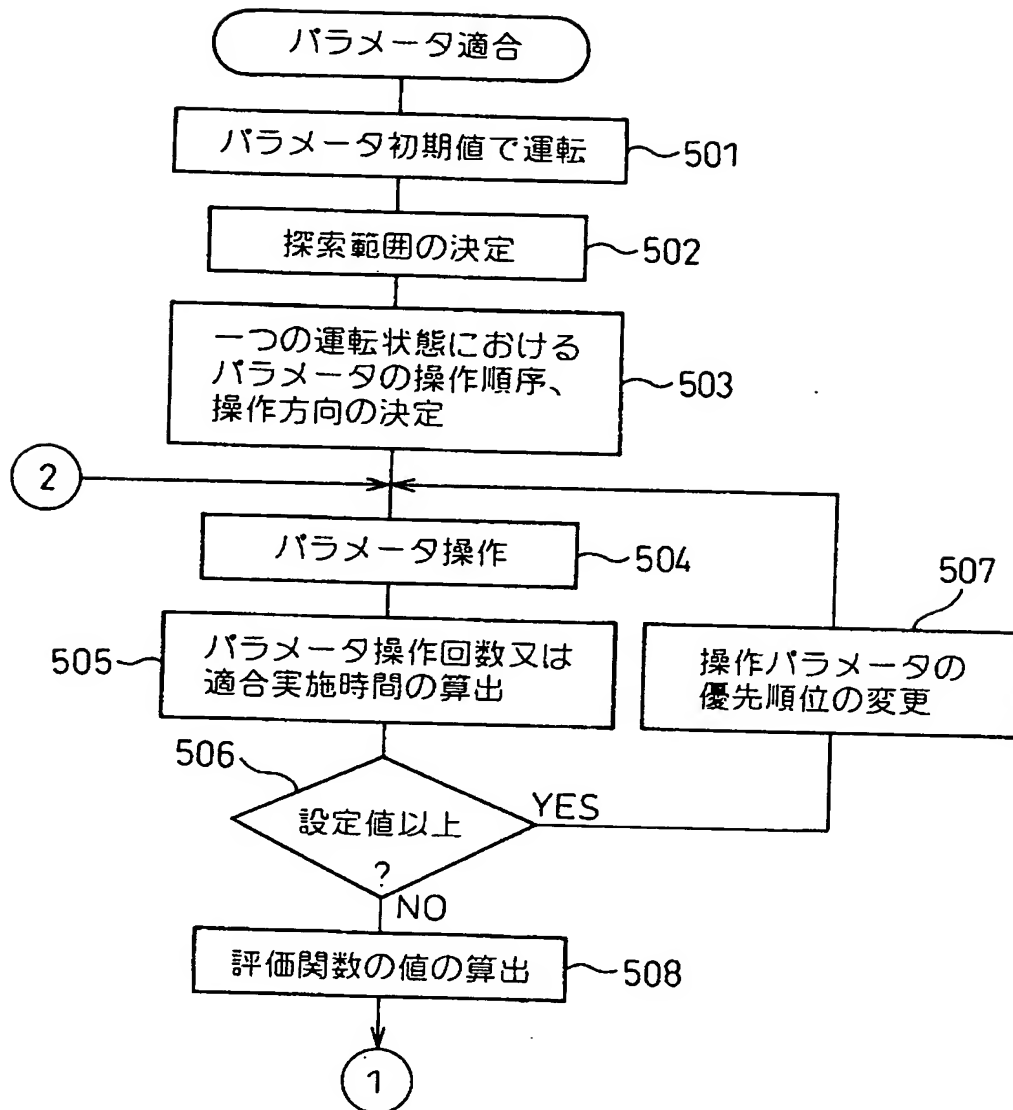 パラメータ適合
パラメータ初期値で運転
501
探索範囲の決定
502
一つの運転状態における
パラメータの操作順序、
操作方向の決定
503
2
パラメータ操作
504
507
505
パラメータ操作回数又は
適合実施時間の算出
操作パラメータの
優先順位の変更
506
設定値以上
?
YES
NO
評価関数の値の算出
508
1